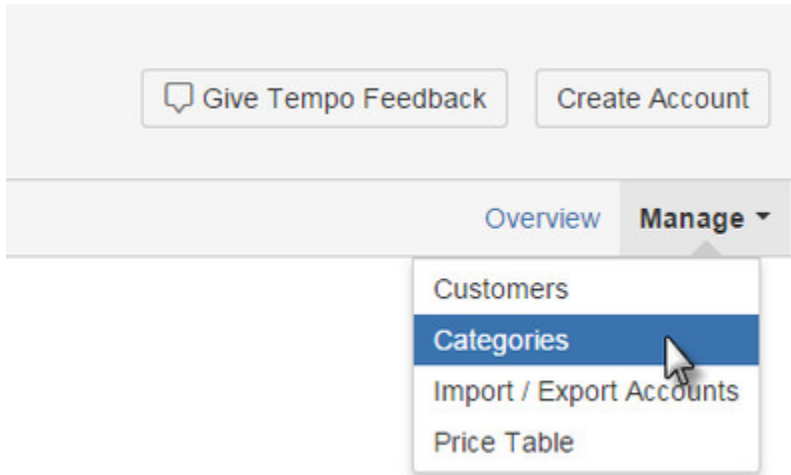 Give Tempo Feedback
Create Account
Overview
Manage
Customers
Categories
Import / Export Accounts
Price Table